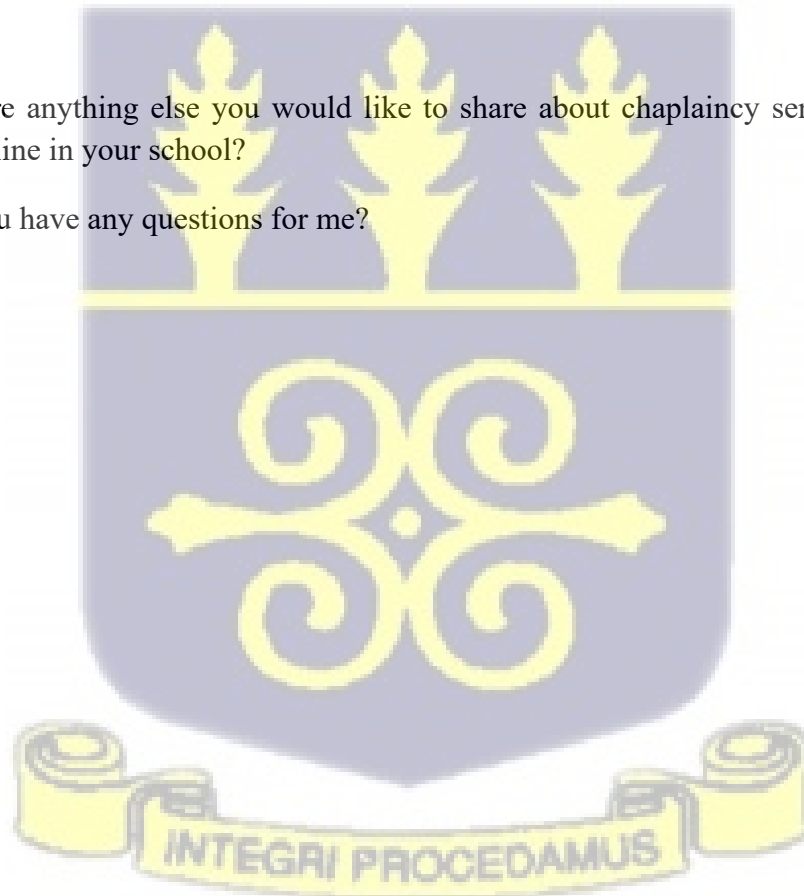 re anything else you would like to share about chaplaincy ser
line in your school?
u have any questions for me?
INTEGRI PROCEDAMUS